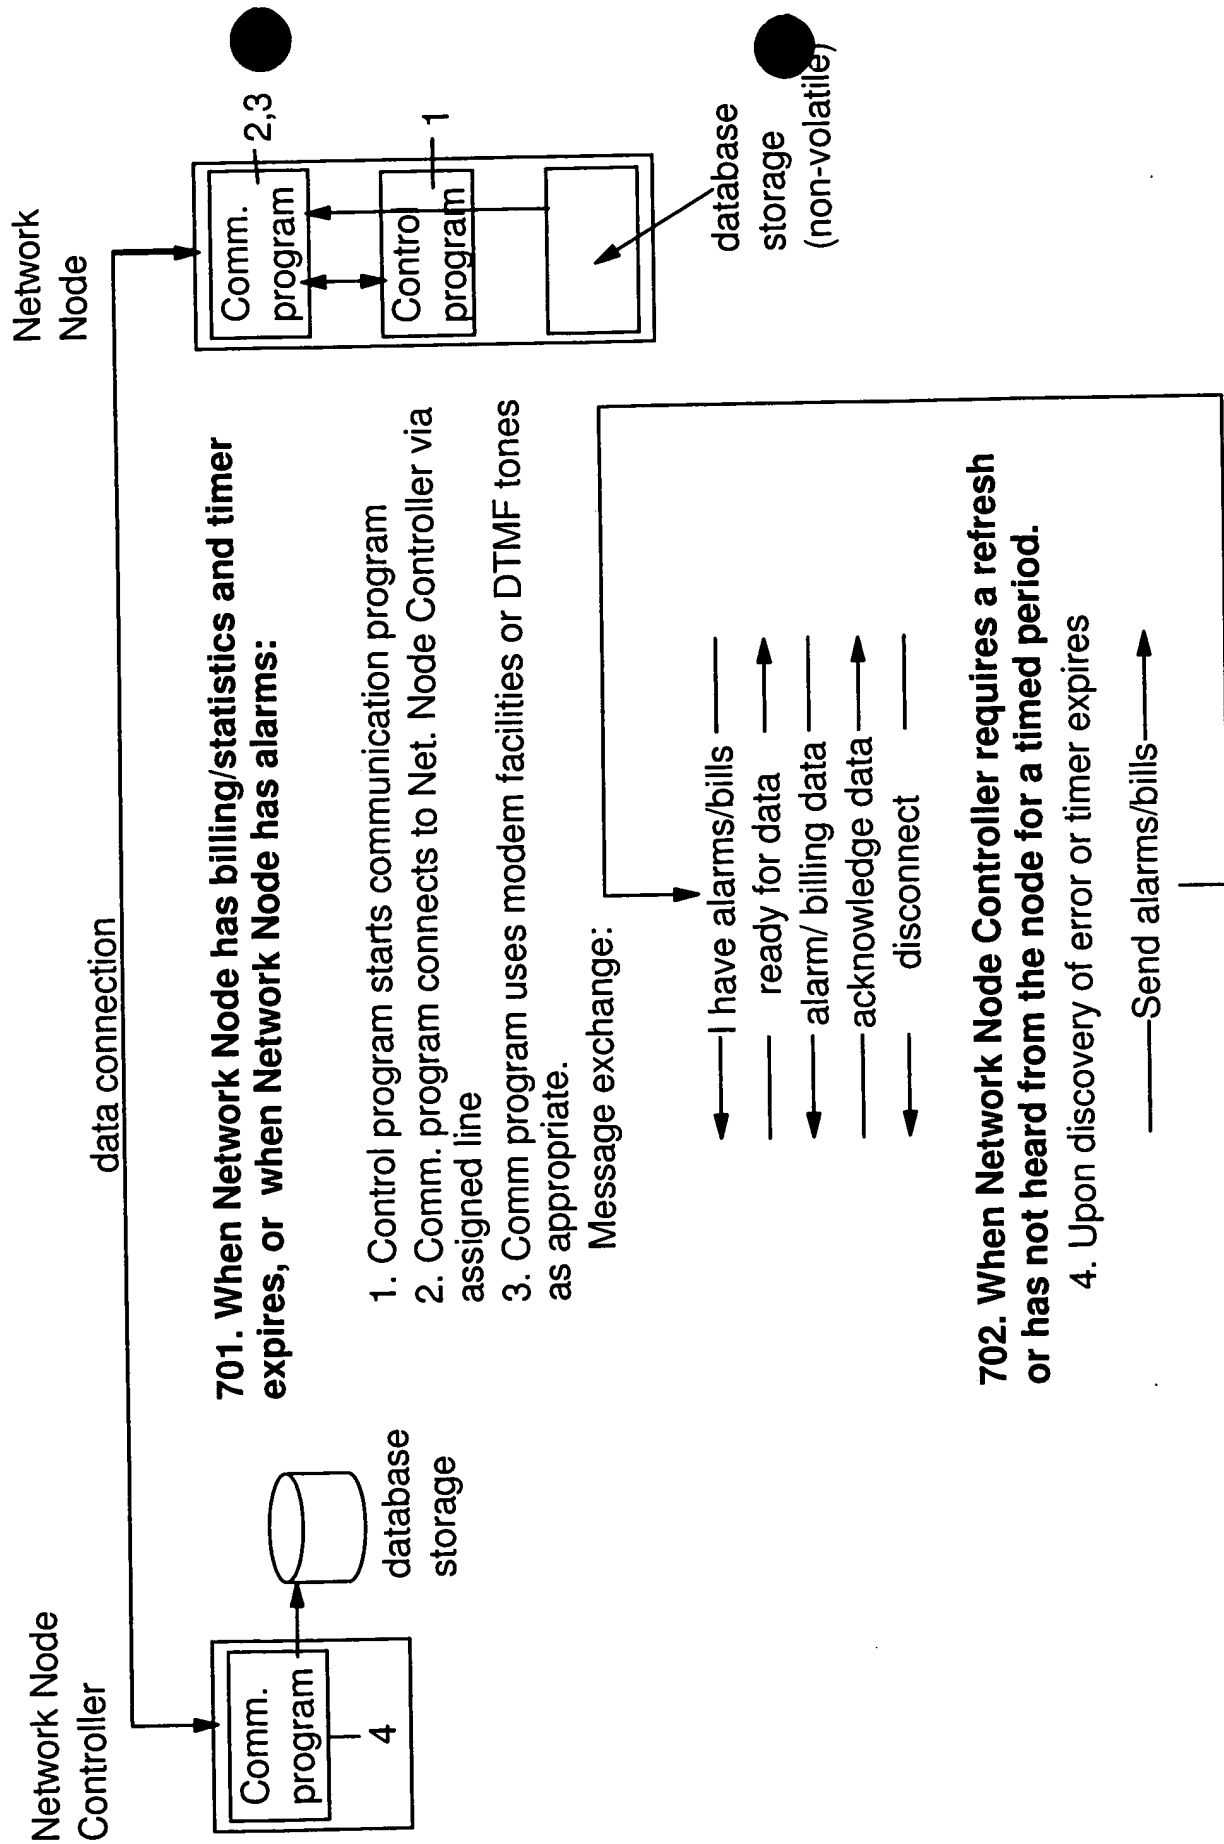 Network Node
Controller
data connection
Network
Node
Comm.
program
4
database
storage
Comm.
program
2,3
Control
program
1
database
storage
(non-volatile)
701. When Network Node has billing/statistics and timer
expires, or when Network Node has alarms:
1. Control program starts communication program
2. Comm. program connects to Net. Node Controller via
assigned line
3. Comm program uses modem facilities or DTMF tones
as appropriate.
Message exchange:
I have alarms/bills
ready for data
alarm/ billing data
acknowledge data
disconnect
702. When Network Node Controller requires a refresh
or has not heard from the node for a timed period.
4. Upon discovery of error or timer expires
Send alarms/bills